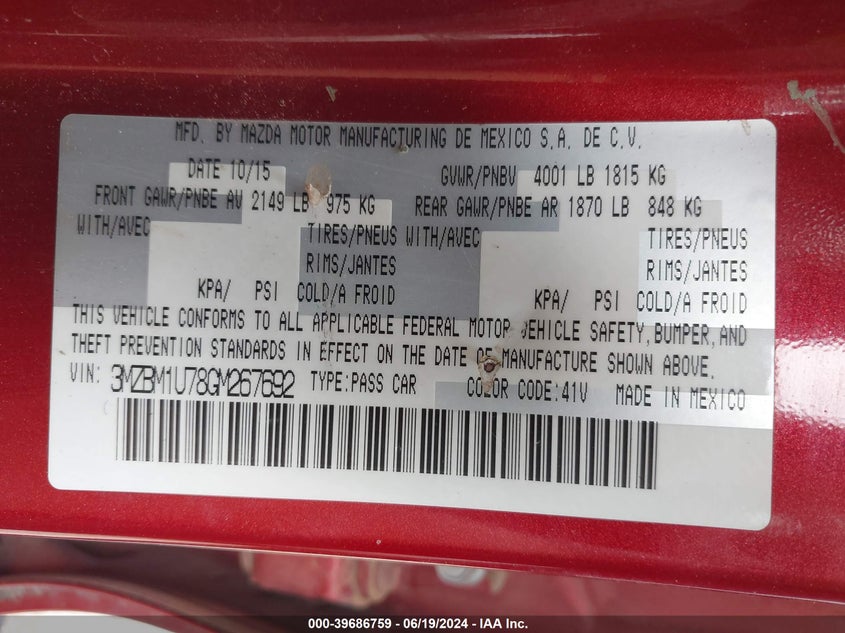 MFD. BY MAZDA MOTOR MANUFACTURING DE MEXICO S.A. DE C.V.
DATE 10/15 GVWR/PNBV 4001 LB 1815 KG
FRONT GAWR/PNBE AV 2149 LB 975 KG REAR GAWR/PNBE AR 1870 LB 848 KG
WITH/AVEC TIRES/PNEUS WITH/AVEC TIRES/PNEUS
RIMS/JANTES RIMS/JANTES
KPA/ PSI COLD/A FROID KPA/ PSI COLD/A FROID
THIS VEHICLE CONFORMS TO ALL APPLICABLE FEDERAL MOTOR VEHICLE SAFETY, BUMPER, AND
THEFT PREVENTION STANDARDS IN EFFECT ON THE DATE OF MANUFACTURE SHOWN ABOVE.
VIN: 3MZBM1U78GM267692 TYPE:PASS CAR COLOR CODE:41V MADE IN MEXICO
000-39686759 - 06/19/2024 - IAA Inc.